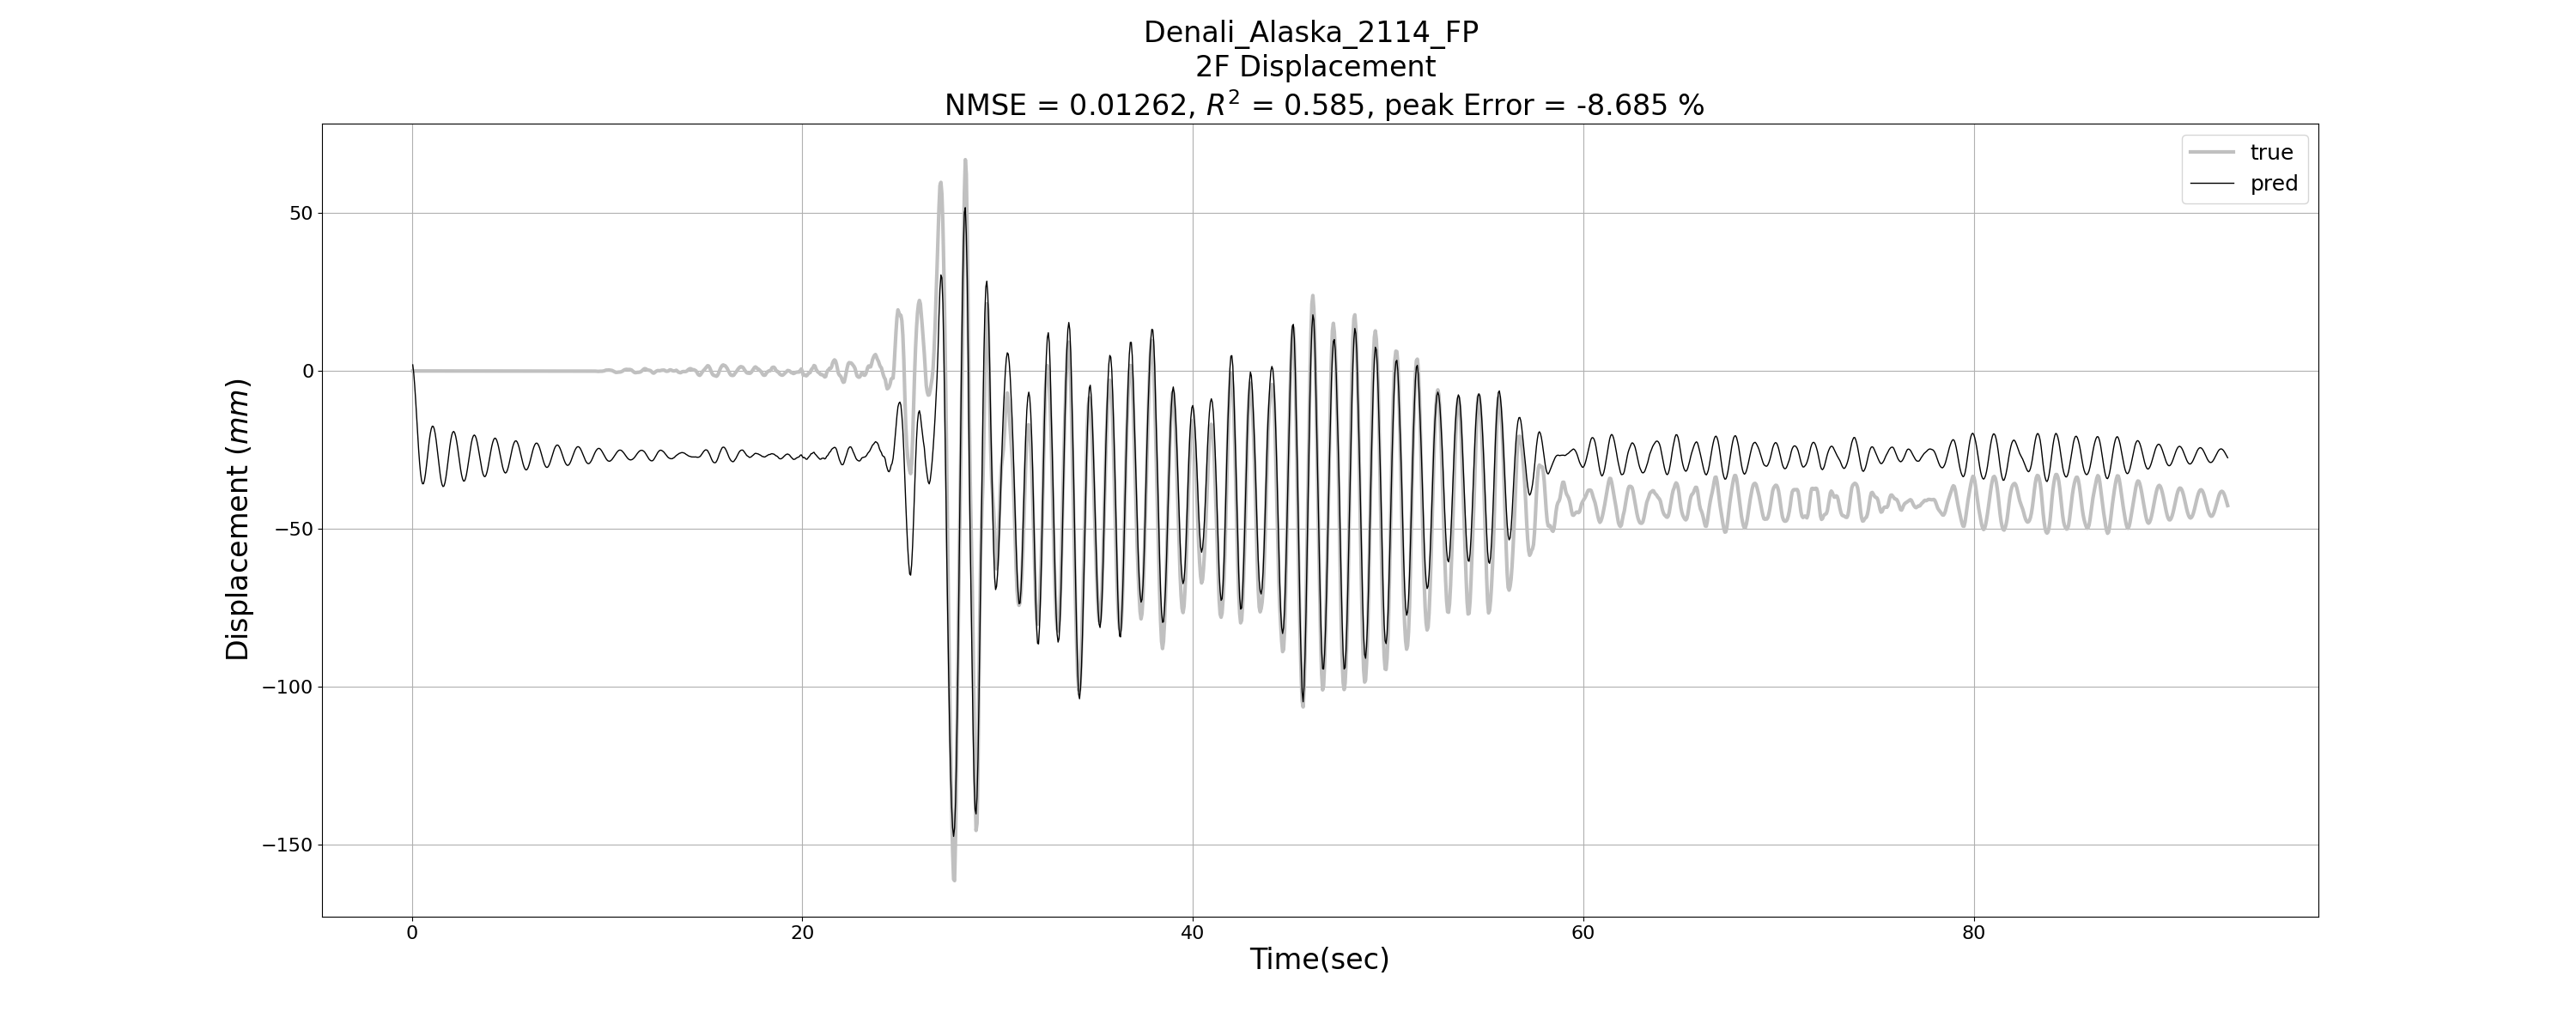 Denali_Alaska_2114_FP
2F Displacement
NMSE = 0.01262, R² = 0.585, peak Error = -8.685 %
true
pred
50
0
−50
−100
−150
Displacement (mm)
0
20
40
60
80
Time(sec)